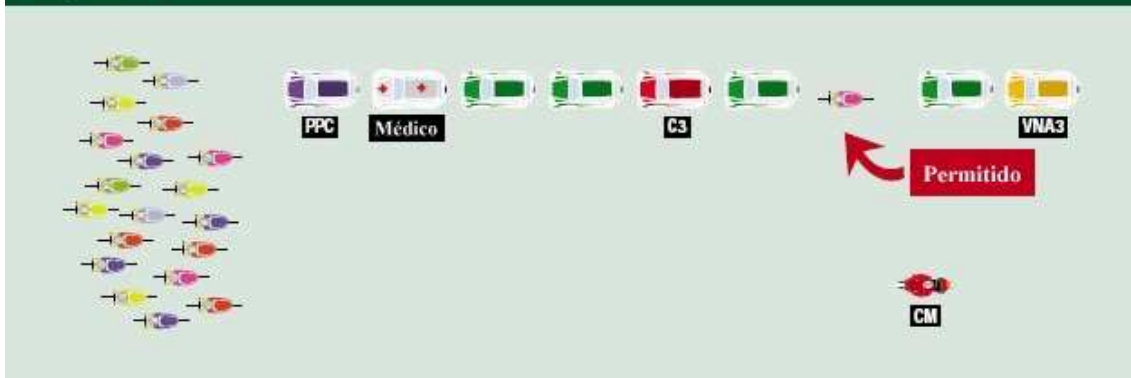 PPC
Médico
C3
VNA3
Permitido
CM